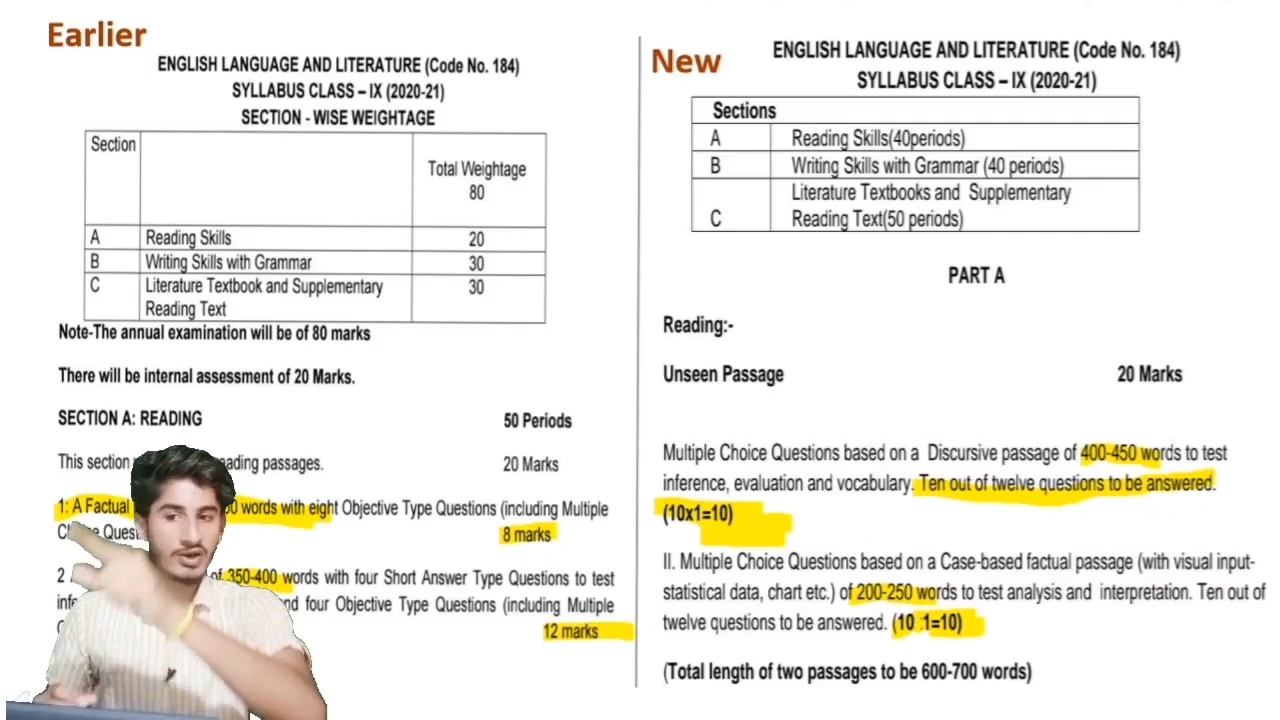 Earlier
ENGLISH LANGUAGE AND LITERATURE (Code No. 184)
SYLLABUS CLASS – IX (2020-21)
SECTION - WISE WEIGHTAGE
Section
Total Weightage
80
A Reading Skills 20
B Writing Skills with Grammar 30
C Literature Textbook and Supplementary 30
Reading Text
Note-The annual examination will be of 80 marks
There will be internal assessment of 20 Marks.
SECTION A: READING 50 Periods
This section passages. 20 Marks
1: A Factual words with eight Objective Type Questions (including Multiple
8 marks
2 of 350-400 words with four Short Answer Type Questions to test
four Objective Type Questions (including Multiple
12 marks
New
ENGLISH LANGUAGE AND LITERATURE (Code No. 184)
SYLLABUS CLASS – IX (2020-21)
Sections
A Reading Skills(40periods)
B Writing Skills with Grammar (40 periods)
Literature Textbooks and Supplementary
C Reading Text(50 periods)
PART A
Reading:-
Unseen Passage 20 Marks
Multiple Choice Questions based on a Discursive passage of 400-450 words to test
inference, evaluation and vocabulary. Ten out of twelve questions to be answered.
(10x1=10)
II. Multiple Choice Questions based on a Case-based factual passage (with visual input-
statistical data, chart etc.) of 200-250 words to test analysis and interpretation. Ten out of
twelve questions to be answered. (10 1=10)
(Total length of two passages to be 600-700 words)